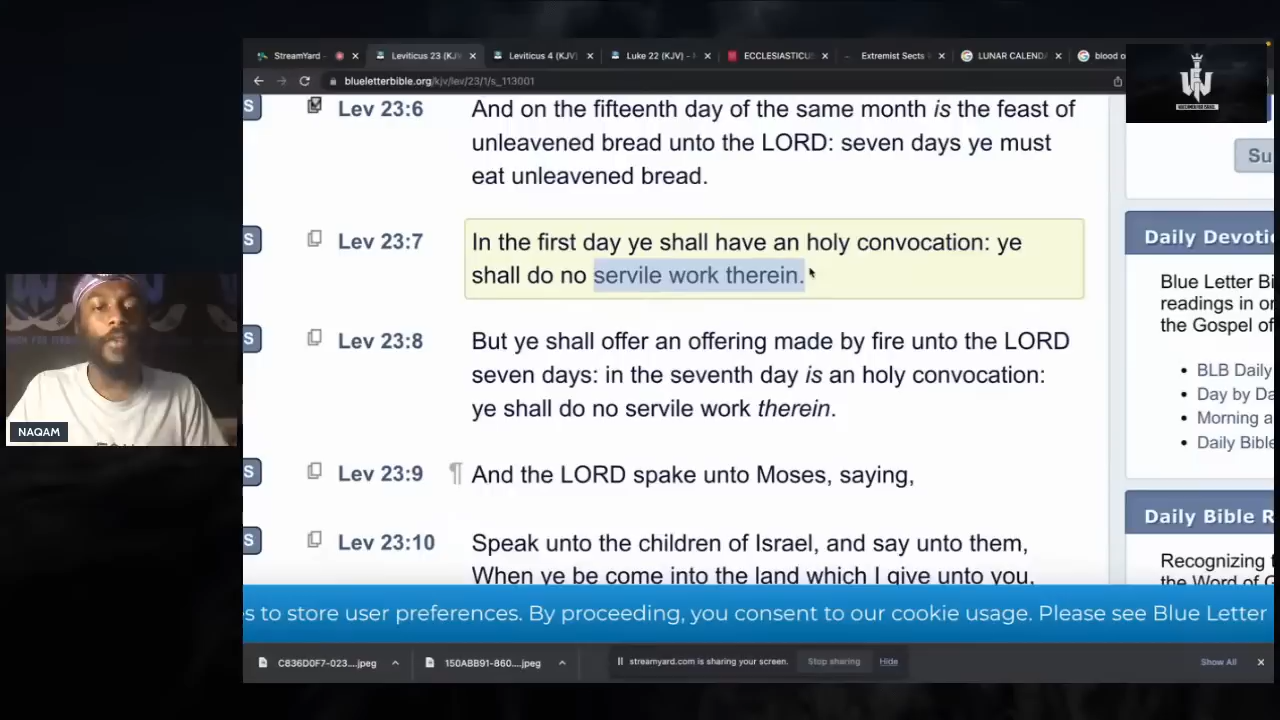 StreamYard
Leviticus 23 (KJV
Leviticus 4 (KJV)
Luke 22 (KJV)
ECCLESIASTICUS
Extremist Sects
LUNAR CALENDA
blood o
blueletterbible.org/kjv/lev/23/1/s_113001
S
Lev 23:6
And on the fifteenth day of the same month is the feast of
unleavened bread unto the LORD: seven days ye must
eat unleavened bread.
S
Lev 23:7
In the first day ye shall have an holy convocation: ye
shall do no servile work therein.
S
Lev 23:8
But ye shall offer an offering made by fire unto the LORD
seven days: in the seventh day is an holy convocation:
ye shall do no servile work therein.
S
Lev 23:9
¶ And the LORD spake unto Moses, saying,
S
Lev 23:10
Speak unto the children of Israel, and say unto them,
When ye be come into the land which I give unto you,
Su
Daily Devotio
Blue Letter Bi
readings in or
the Gospel of
• BLB Daily
• Day by Da
• Morning a
• Daily Bible
Daily Bible R
Recognizing t
the Word of G
NAQAM
s to store user preferences. By proceeding, you consent to our cookie usage. Please see Blue Letter
C836D0F7-023....jpeg
150ABB91-860....jpeg
streamyard.com is sharing your screen.
Stop sharing
Hide
Show All